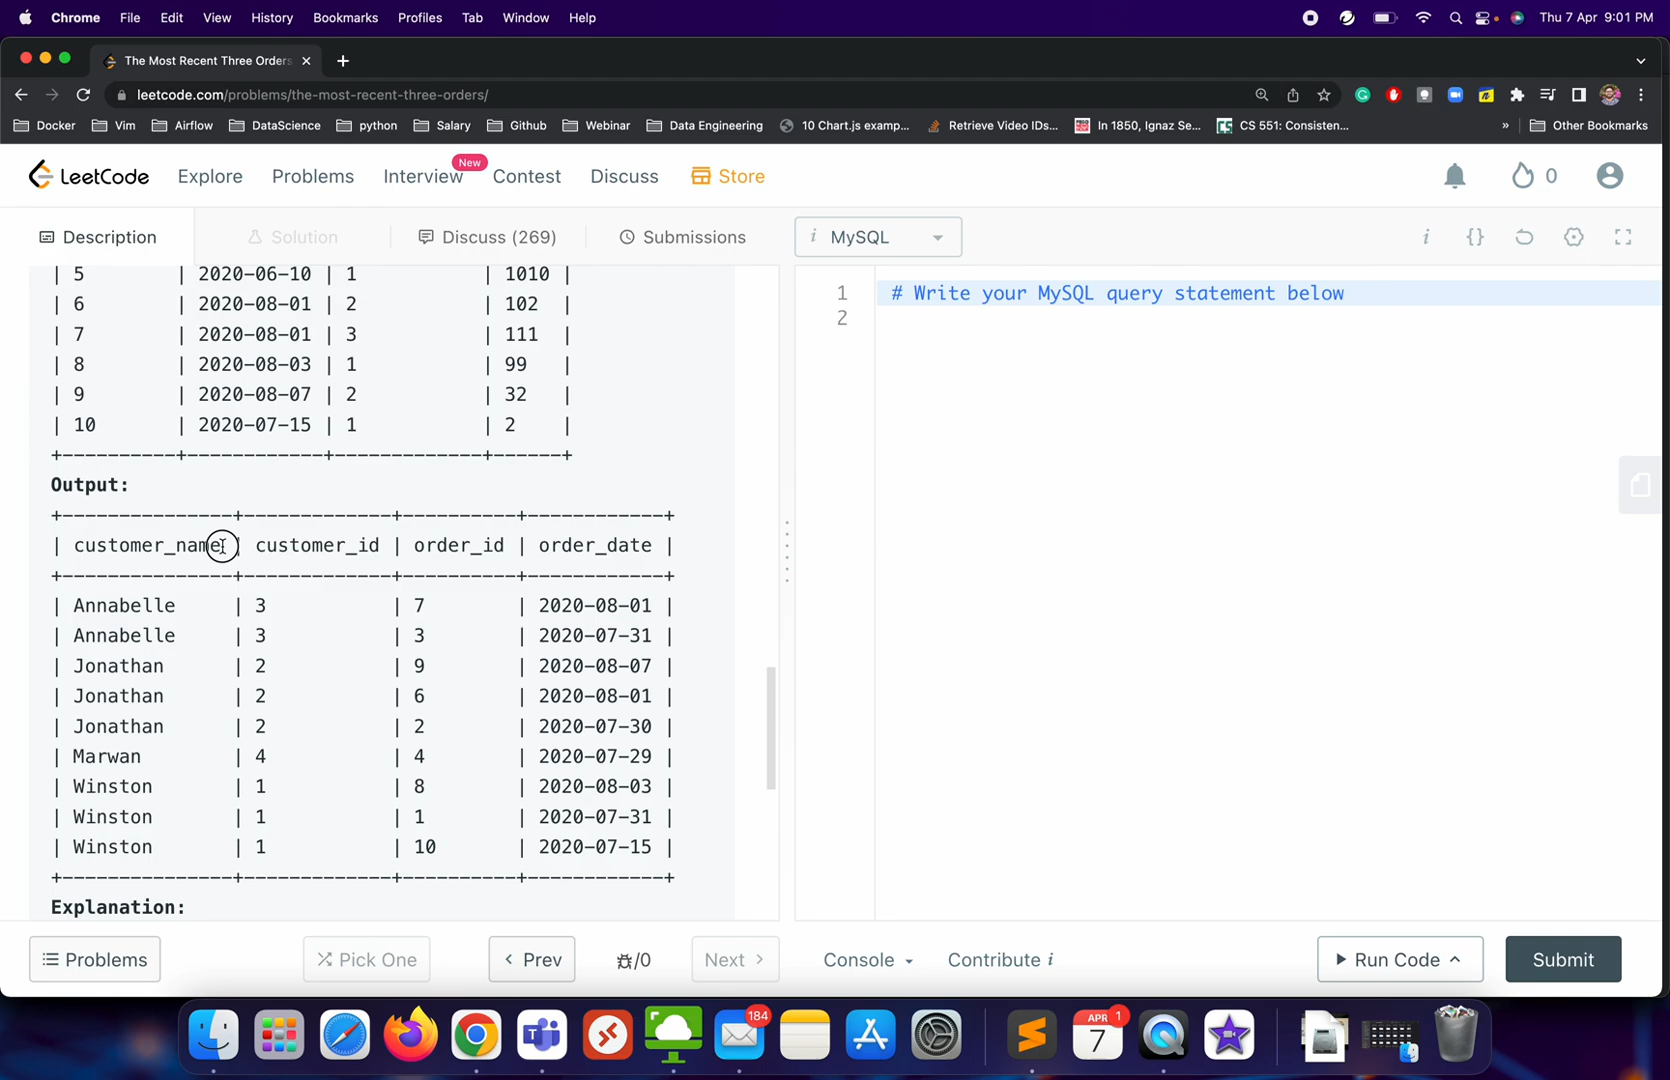 Chrome File Edit View History Bookmarks Profiles Tab Window Help Thu 7 Apr 9:01 PM
The Most Recent Three Orders
leetcode.com/problems/the-most-recent-three-orders/
Docker Vim Airflow DataScience python Salary Github Webinar Data Engineering 10 Chart.js examp... Retrieve Video IDs... In 1850, Ignaz Se... CS 551: Consisten... » Other Bookmarks
LeetCode Explore Problems Interview New Contest Discuss Store 0
Description Solution Discuss (269) Submissions i MySQL i {}
| 5 | 2020-06-10 | 1 | 1010 |
| 6 | 2020-08-01 | 2 | 102 |
| 7 | 2020-08-01 | 3 | 111 |
| 8 | 2020-08-03 | 1 | 99 |
| 9 | 2020-08-07 | 2 | 32 |
| 10 | 2020-07-15 | 1 | 2 |
+----------+------------+-------------+------+
Output:
+---------------+-------------+----------+------------+
| customer_name | customer_id | order_id | order_date |
+---------------+-------------+----------+------------+
| Annabelle | 3 | 7 | 2020-08-01 |
| Annabelle | 3 | 3 | 2020-07-31 |
| Jonathan | 2 | 9 | 2020-08-07 |
| Jonathan | 2 | 6 | 2020-08-01 |
| Jonathan | 2 | 2 | 2020-07-30 |
| Marwan | 4 | 4 | 2020-07-29 |
| Winston | 1 | 8 | 2020-08-03 |
| Winston | 1 | 1 | 2020-07-31 |
| Winston | 1 | 10 | 2020-07-15 |
+---------------+-------------+----------+------------+
Explanation:
1 # Write your MySQL query statement below
2
Problems Pick One Prev /0 Next Console Contribute i Run Code Submit
184
APR 1
7